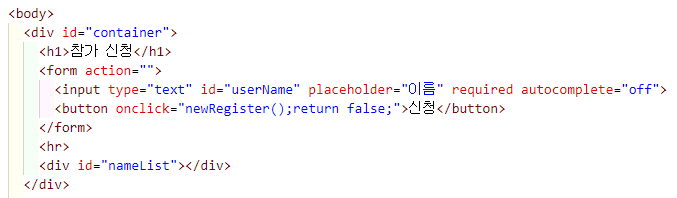 <body>
<div id="container">
<h1>참가 신청</h1>
<form action="">
<input type="text" id="userName" placeholder="이름" required autocomplete="off">
<button onclick="newRegister();return false;">신청</button>
</form>
<hr>
<div id="nameList"></div>
</div>